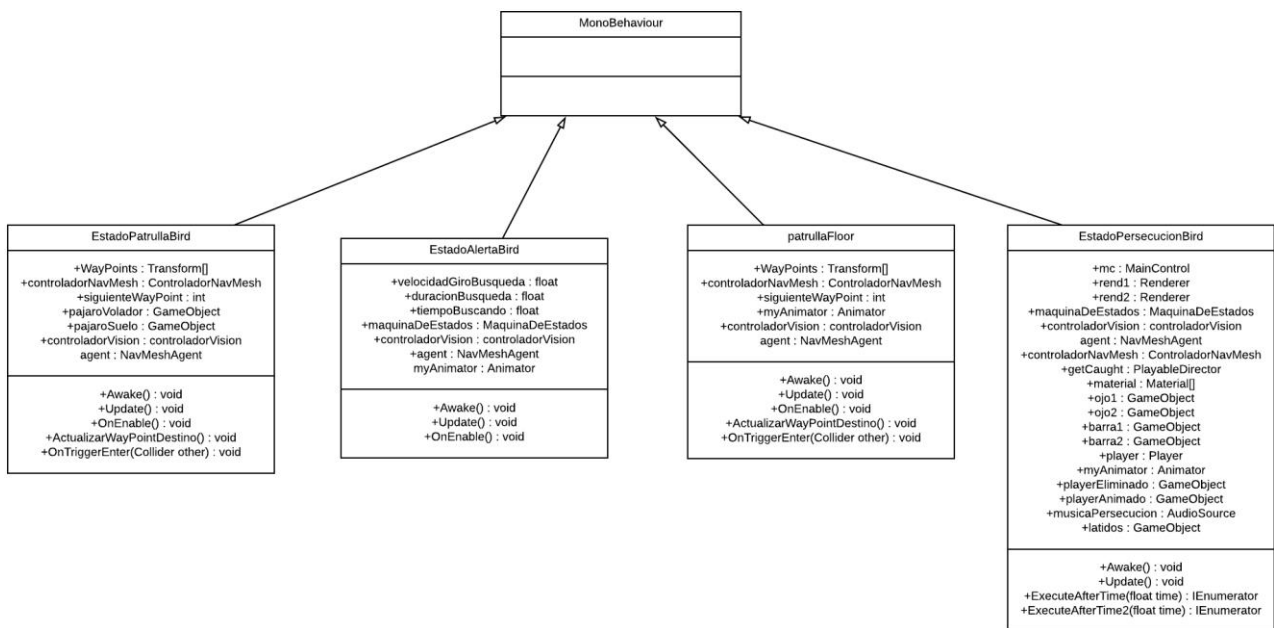 MonoBehaviour
EstadoPatrullaBird
+WayPoints : Transform[]
+controladorNavMesh : ControladorNavMesh
+siguienteWayPoint : int
+pajaroVolador : GameObject
+pajaroSuelo : GameObject
+controladorVision : controladorVision
agent : NavMeshAgent
+Awake() : void
+Update() : void
+OnEnable() : void
+ActualizarWayPointDestino() : void
+OnTriggerEnter(Collider other) : void
EstadoAlertaBird
+velocidadGiroBusqueda : float
+duracionBusqueda : float
+tiempoBuscando : float
+maquinaDeEstados : MaquinaDeEstados
+controladorVision : controladorVision
+agent : NavMeshAgent
myAnimator : Animator
+Awake() : void
+Update() : void
+OnEnable() : void
patrullaFloor
+WayPoints : Transform[]
+controladorNavMesh : ControladorNavMesh
+siguienteWayPoint : int
+myAnimator : Animator
+controladorVision : controladorVision
agent : NavMeshAgent
+Awake() : void
+Update() : void
+OnEnable() : void
+ActualizarWayPointDestino() : void
+OnTriggerEnter(Collider other) : void
EstadoPersecucionBird
+mc : MainControl
+rend1 : Renderer
+rend2 : Renderer
+maquinaDeEstados : MaquinaDeEstados
+controladorVision : controladorVision
agent : NavMeshAgent
+controladorNavMesh : ControladorNavMesh
+getCaught : PlayableDirector
+material : Material[]
+ojo1 : GameObject
+ojo2 : GameObject
+barra1 : GameObject
+barra2 : GameObject
+player : Player
+myAnimator : Animator
+playerEliminado : GameObject
+playerAnimado : GameObject
+musicaPersecucion : AudioSource
+latidos : GameObject
+Awake() : void
+Update() : void
+ExecuteAfterTime(float time) : IEnumerator
+ExecuteAfterTime2(float time) : IEnumerator